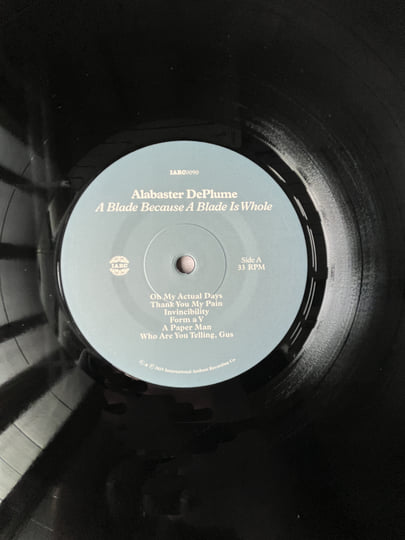 IARC0090
Alabaster DePlume
A Blade Because A Blade Is Whole
IARC
Side A
33 RPM
Oh My Actual Days
Thank You My Pain
Invincibility
Form a V
A Paper Man
Who Are You Telling, Gus
& ℗ 2025 International Anthem Recording Co.